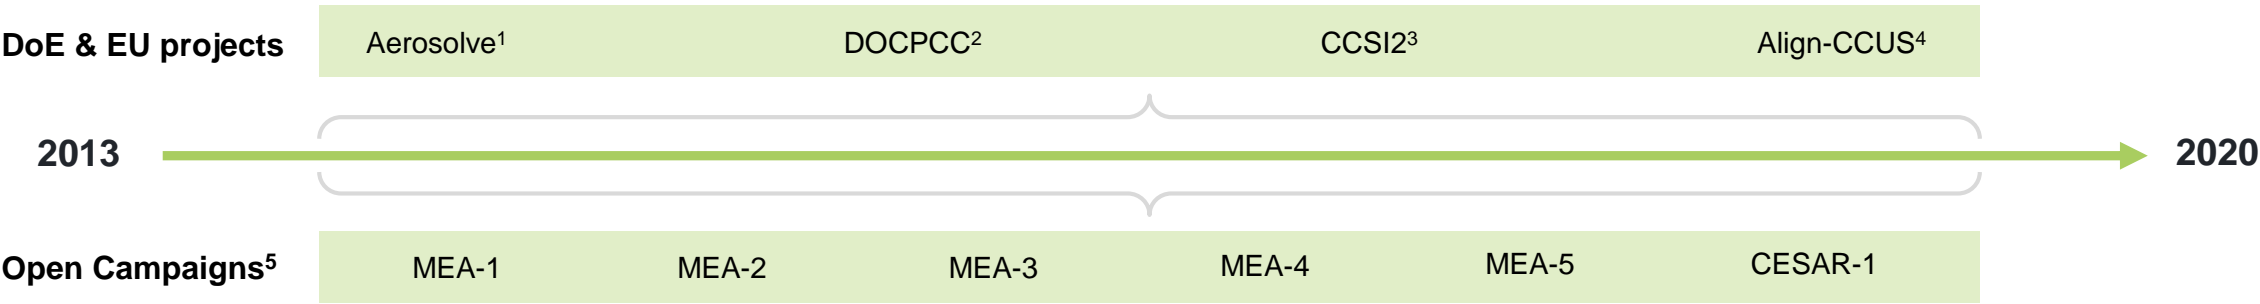 DoE & EU projects Aerosolve¹ DOCPCC² CCSI2³ Align-CCUS⁴
2013 2020
Open Campaigns⁵ MEA-1 MEA-2 MEA-3 MEA-4 MEA-5 CESAR-1